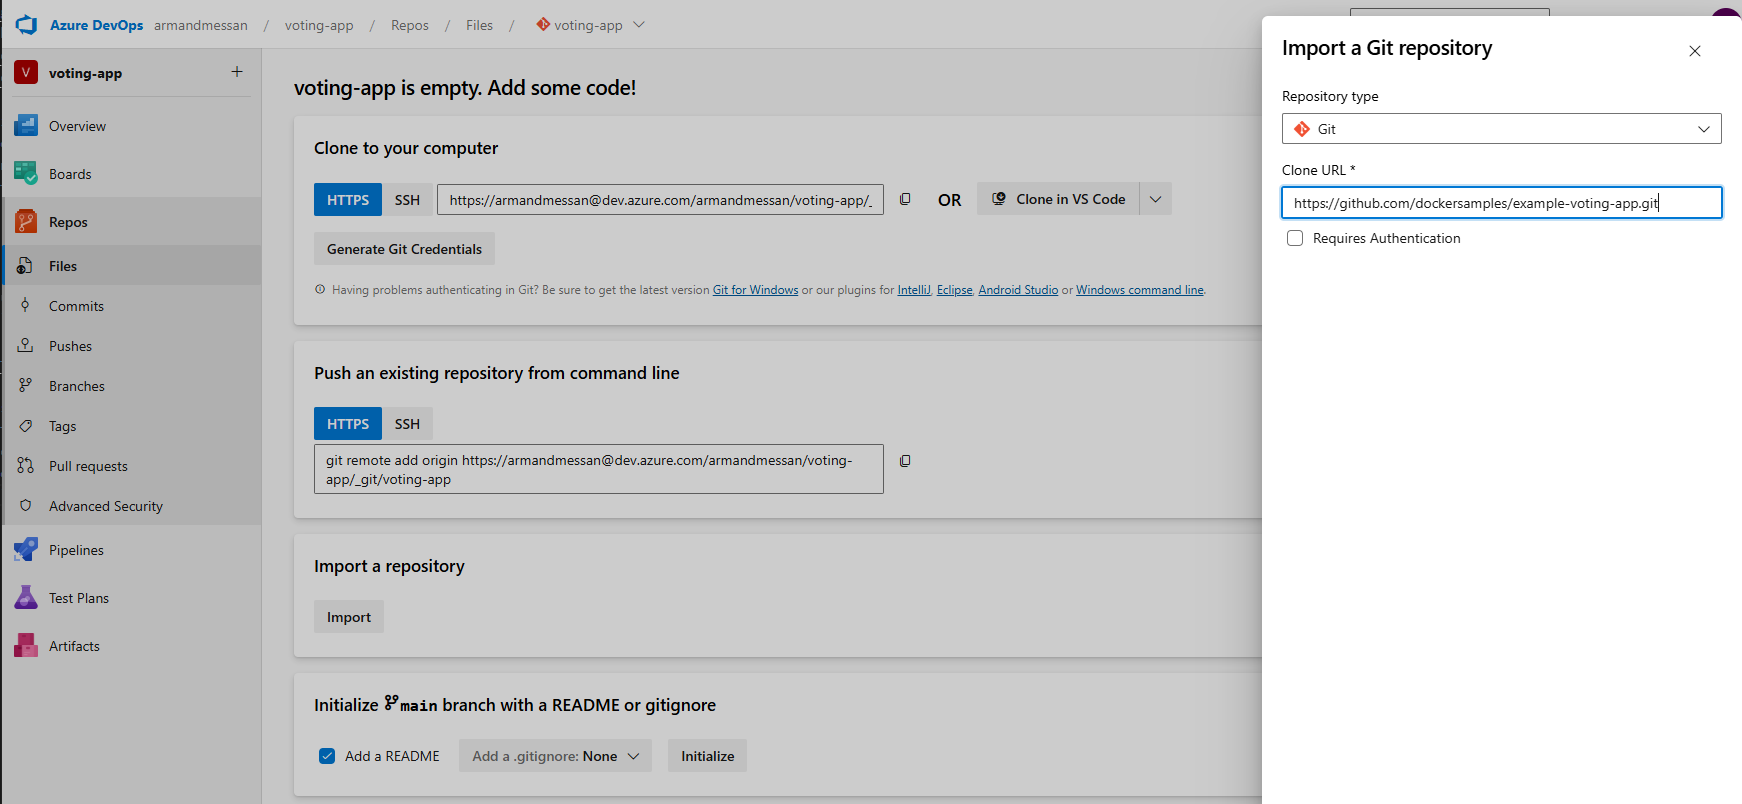 Azure DevOps armandmessan / voting-app / Repos / Files / voting-app
V voting-app +
Overview
Boards
Repos
Files
Commits
Pushes
Branches
Tags
Pull requests
Advanced Security
Pipelines
Test Plans
Artifacts
voting-app is empty. Add some code!
Clone to your computer
HTTPS SSH https://armandmessan@dev.azure.com/armandmessan/voting-app/_ OR Clone in VS Code
Generate Git Credentials
Having problems authenticating in Git? Be sure to get the latest version Git for Windows or our plugins for IntelliJ, Eclipse, Android Studio or Windows command line.
Push an existing repository from command line
HTTPS SSH
git remote add origin https://armandmessan@dev.azure.com/armandmessan/voting-
app/_git/voting-app
Import a repository
Import
Initialize main branch with a README or gitignore
Add a README Add a .gitignore: None Initialize
Import a Git repository
Repository type
Git
Clone URL *
https://github.com/dockersamples/example-voting-app.git
Requires Authentication